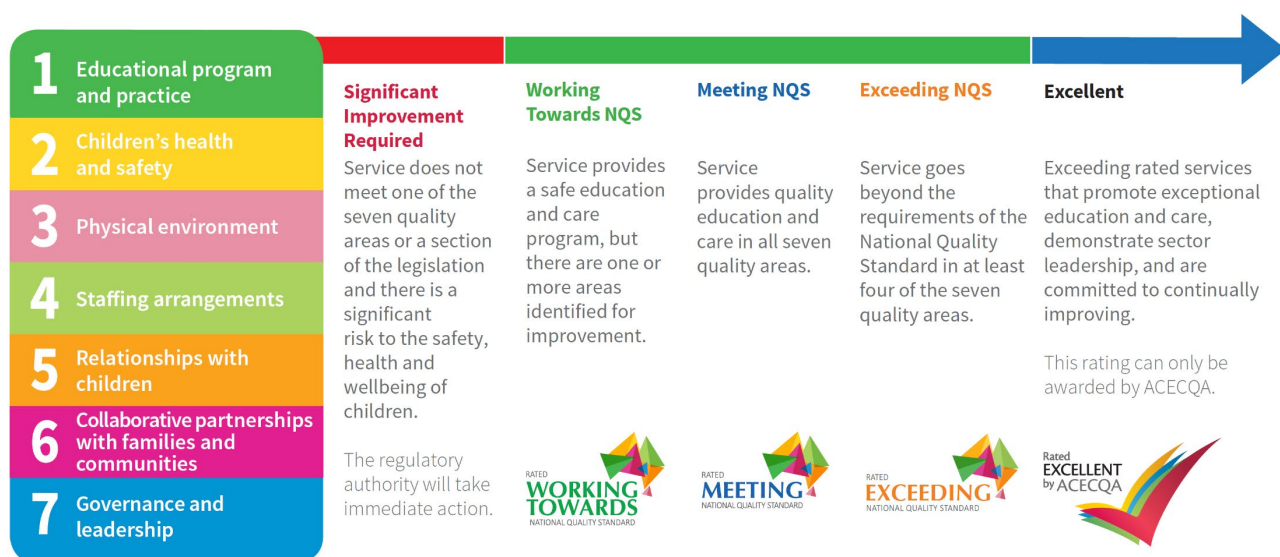 1
Educational program
and practice
2
Children's health
and safety
3
Physical environment
4
Staffing arrangements
5
Relationships with
children
6
Collaborative partnerships
with families and
communities
7
Governance and
leadership
Significant
Improvement
Required
Service does not
meet one of the
seven quality
areas or a section
of the legislation
and there is a
significant
risk to the safety,
health and
wellbeing of
children.
The regulatory
authority will take
immediate action.
Working
Towards NQS
Service provides
a safe education
and care
program, but
there are one or
more areas
identified for
improvement.
RATED
WORKING
TOWARDS
NATIONAL QUALITY STANDARD
Meeting NQS
Service
provides quality
education and
care in all seven
quality areas.
RATED
MEETING
NATIONAL QUALITY STANDARD
Exceeding NQS
Service goes
beyond the
requirements of the
National Quality
Standard in at least
four of the seven
quality areas.
RATED
EXCEEDING
NATIONAL QUALITY STANDARD
Excellent
Exceeding rated services
that promote exceptional
education and care,
demonstrate sector
leadership, and are
committed to continually
improving.
This rating can only be
awarded by ACECQA.
Rated
EXCELLENT
by ACECQA